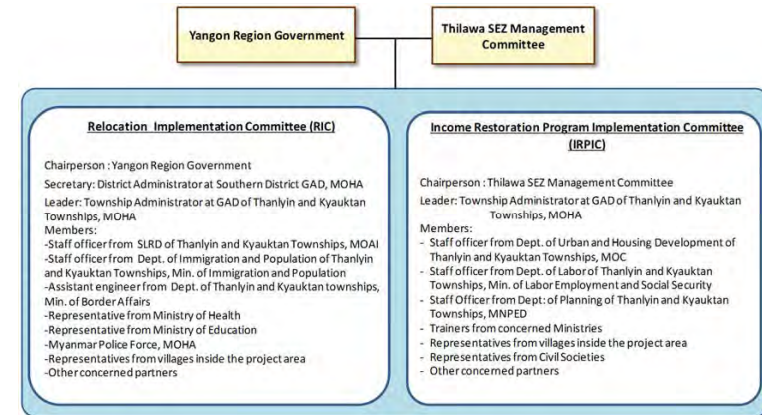 Yangon Region Government
Thilawa SEZ Management
Committee
Relocation Implementation Committee (RIC)
Chairperson : Yangon Region Government
Secretary: District Administrator at Southern District GAD, MOHA
Leader: Township Administrator at GAD of Thanlyin and Kyauktan
Townships, MOHA
Members:
-Staff officer from SLRD of Thanlyin and Kyauktan Townships, MOAI
-Staff officer from Dept. of Immigration and Population of Thanlyin
and Kyauktan Townships, Min. of Immigration and Population
-Assistant engineer from Dept. of Thanlyin and Kyauktan townships,
Min. of Border Affairs
-Representative from Ministry of Health
-Representative from Ministry of Education
-Myanmar Police Force, MOHA
-Representatives from villages inside the project area
-Other concerned partners
Income Restoration Program Implementation Committee
(IRPIC)
Chairperson : Thilawa SEZ Management Committee
Leader: Township Administrator at GAD of Thanlyin and Kyauktan
Townships, MOHA
Members:
- Staff officer from Dept. of Urban and Housing Development of
Thanlyin and Kyauktan Townships, MOC
- Staff officer from Dept. of Labor of Thanlyin and Kyauktan
Townships, Min. of Labor Employment and Social Security
- Staff Officer from Dept: of Planning of Thanlyin and Kyauktan
Townships, MNPED
- Trainers from concerned Ministries
- Representatives from villages inside the project area
- Representatives from Civil Societies
- Other concerned partners